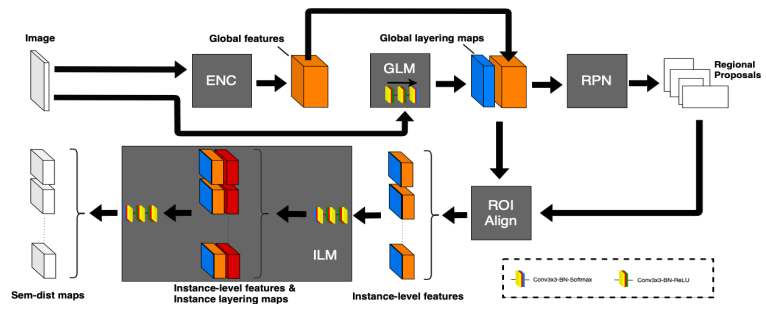 Image
Global features
Global layering maps
ENC
GLM
RPN
Regional
Proposals
ROI
Align
ILM
Sem-dist maps
Instance-level features &
Instance layering maps
Instance-level features
Conv3x3-BN-Softmax
Conv3x3-BN-ReLU